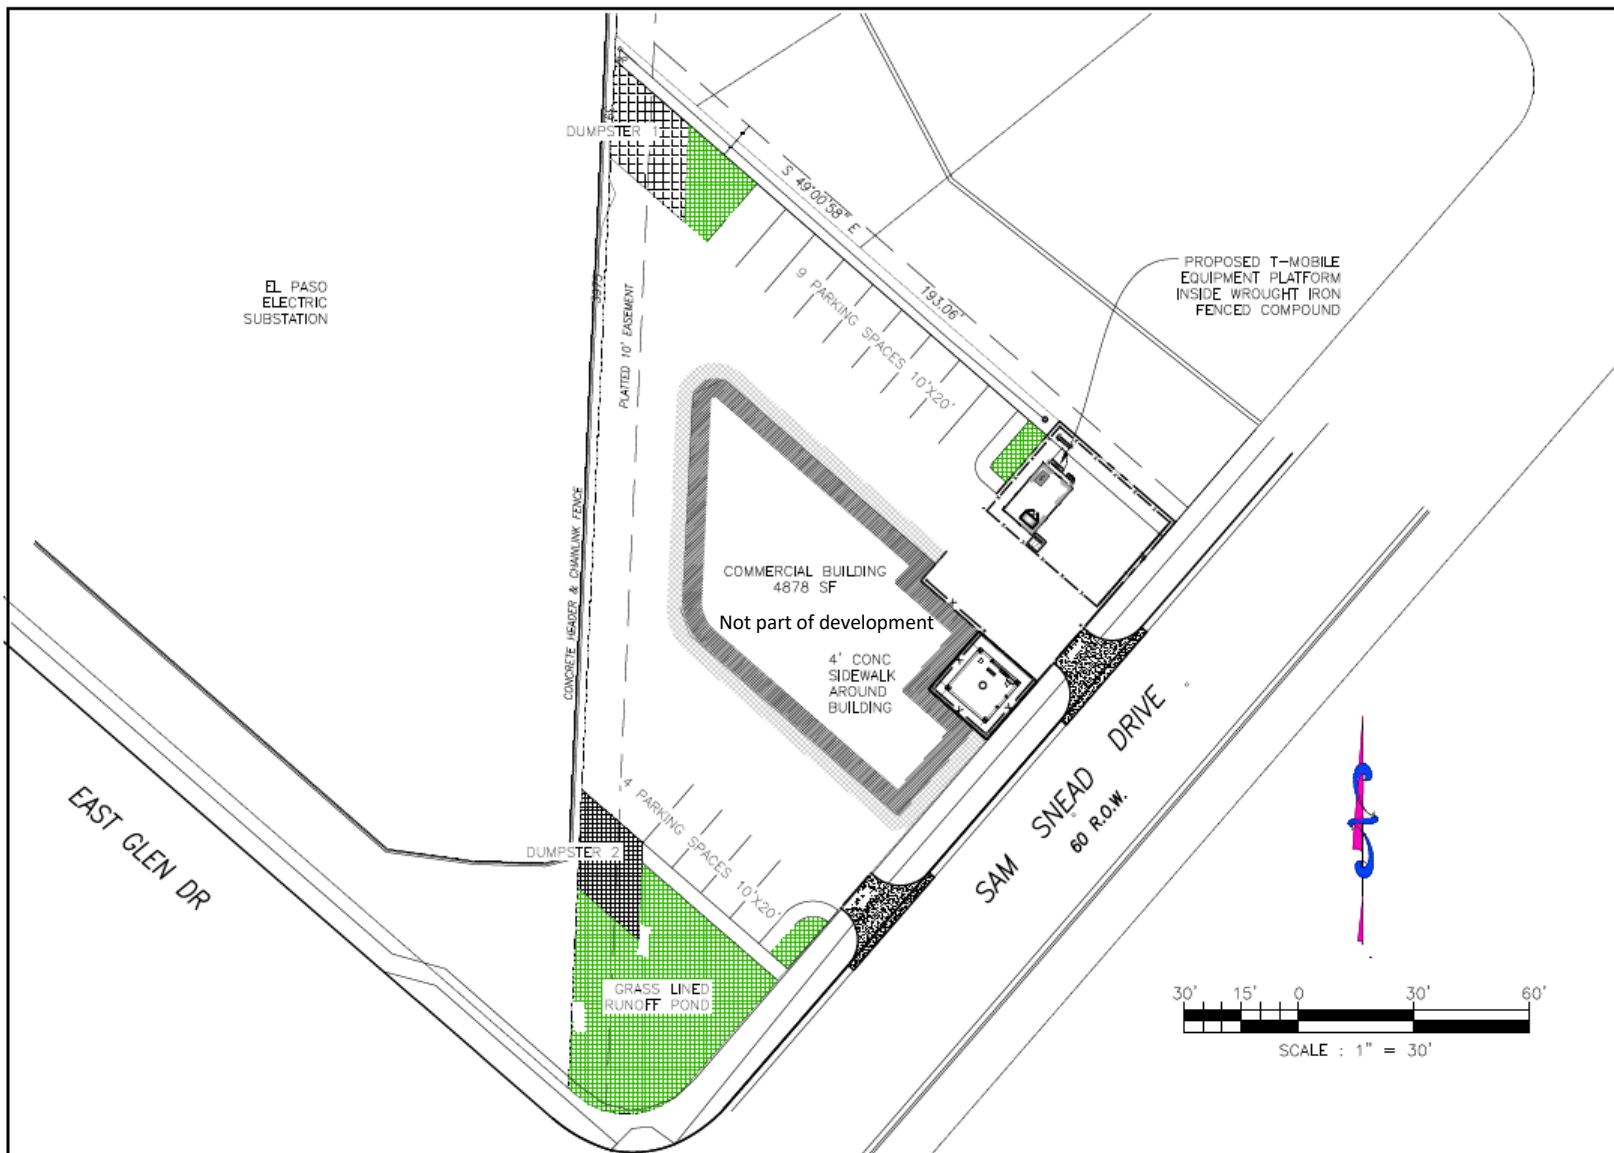 DUMPSTER 1
S 49°00'58" E
193.06'
PROPOSED T-MOBILE
EQUIPMENT PLATFORM
INSIDE WROUGHT IRON
FENCED COMPOUND
EL PASO
ELECTRIC
SUBSTATION
9 PARKING SPACES 10'X20'
PLATTED 10' EASEMENT
CONCRETE HEADER & CHAINLINK FENCE
COMMERCIAL BUILDING
4878 SF
Not part of development
4' CONC
SIDEWALK
AROUND
BUILDING
SAM SNEAD DRIVE
60 R.O.W.
EAST GLEN DR
4 PARKING SPACES 10'X20'
DUMPSTER 2
GRASS LINED
RUNOFF POND
30' 15' 0 30' 60'
SCALE : 1" = 30'